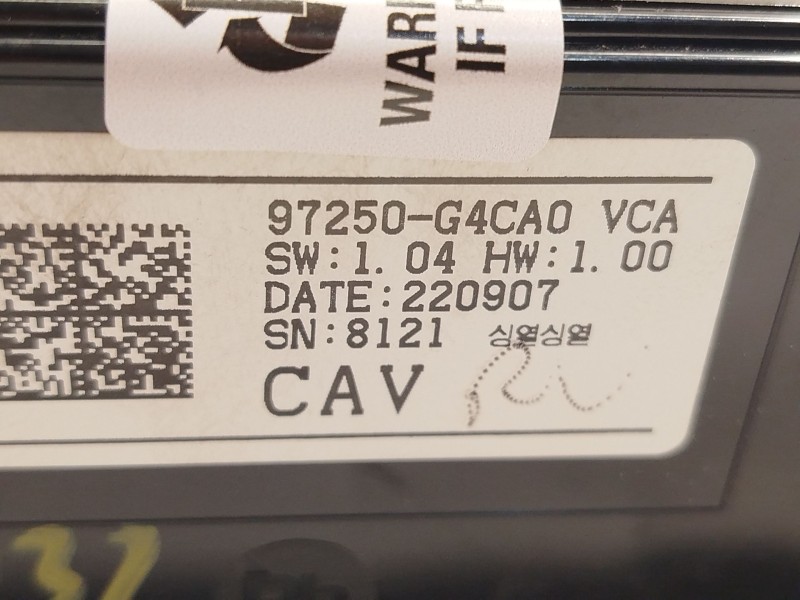 WAR
IF
97250-G4CA0 VCA
SW:1. 04 HW:1. 00
DATE:220907
SN:8121 싱열싱열
CAV
32